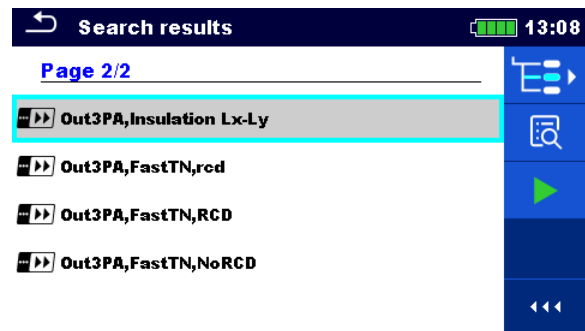 Search results
13:08
Page 2/2
Out3PA,Insulation Lx-Ly
Out3PA,FastTN,rcd
Out3PA,FastTN,RCD
Out3PA,FastTN,NoRCD